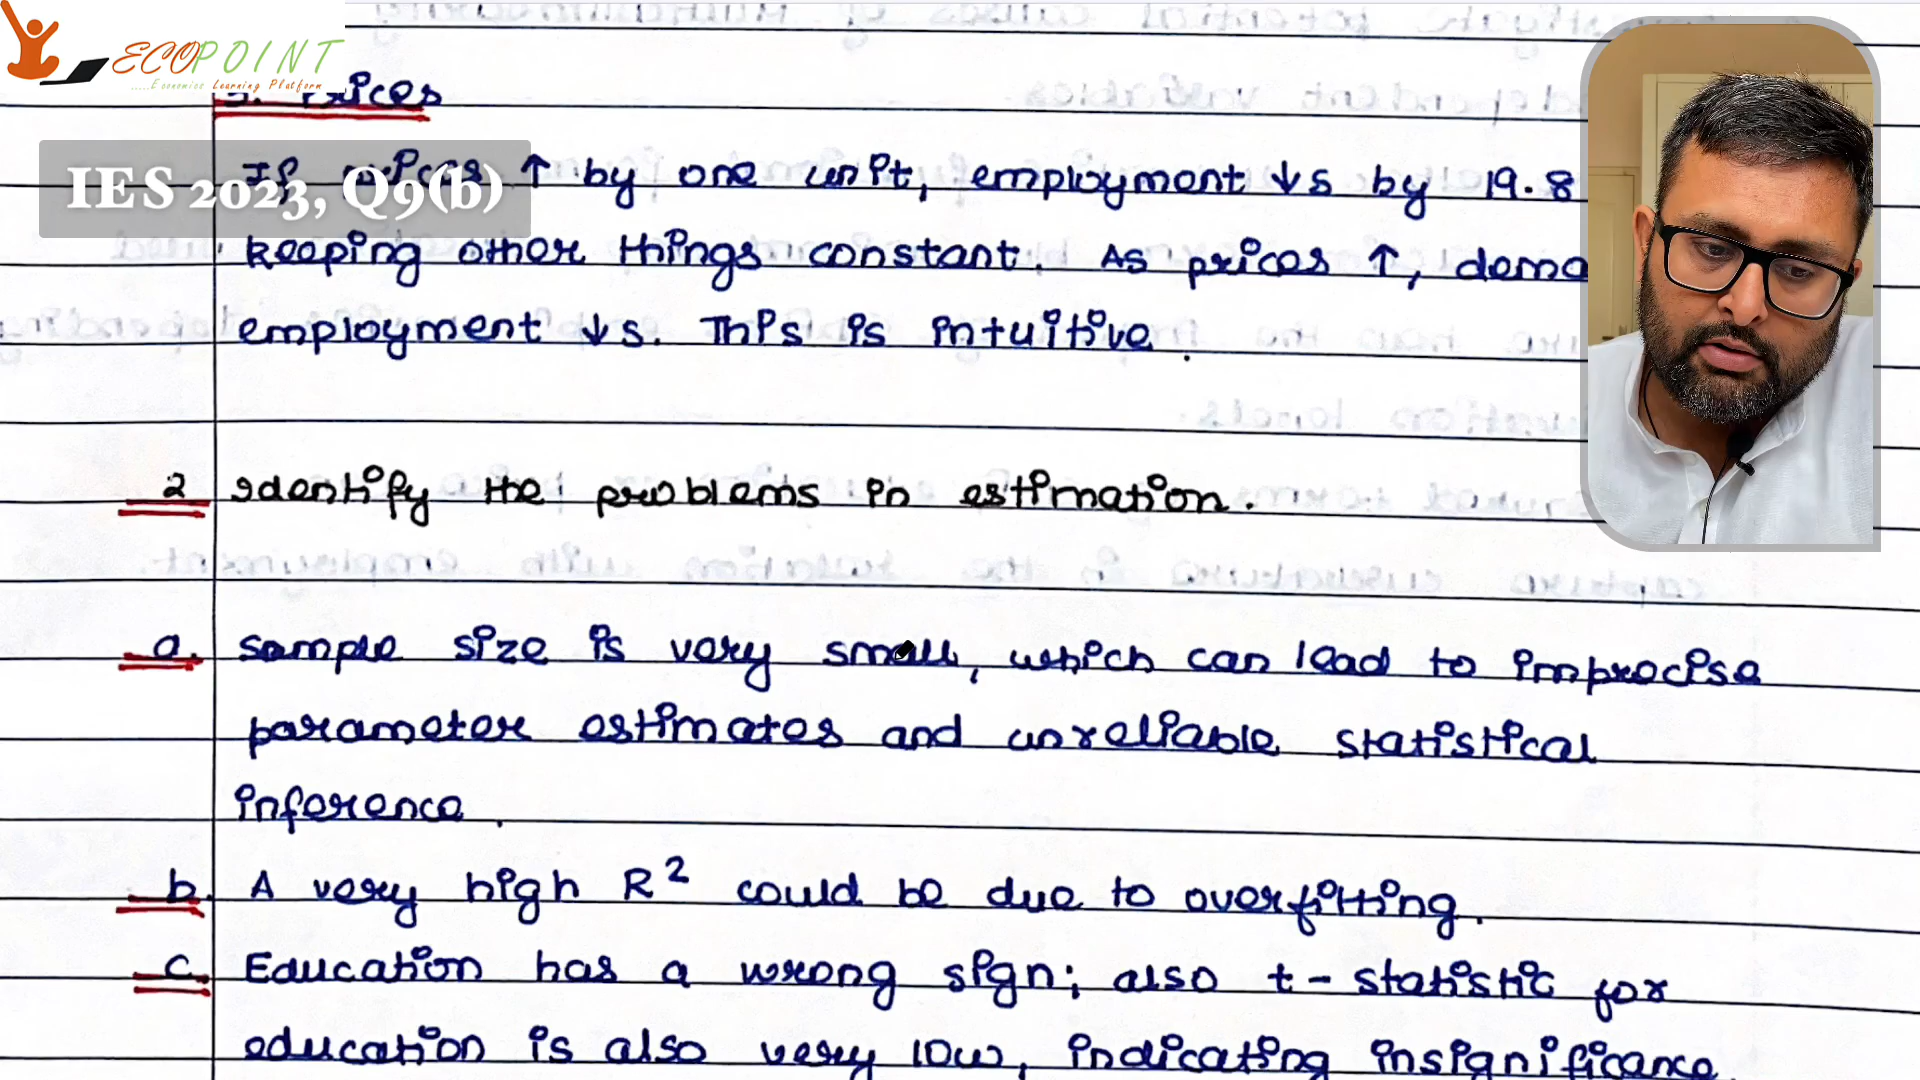 ECOPOINT
.....Economics Learning Platform
3. Prices
If prices ↑ by one unit, employment ↓s by 19.8
IES 2023, Q9(b)
keeping other things constant. As prices ↑,
employment ↓s. This is intuitive.
2 Identify the problems in estimation.
a. sample size is very small, which can lead to imprecise
parameter estimates and unreliable statistical
inference.
b. A very high R² could be due to overfitting.
c. Education has a wrong sign; also t-statistic for
education is also very low, indicating insignificance